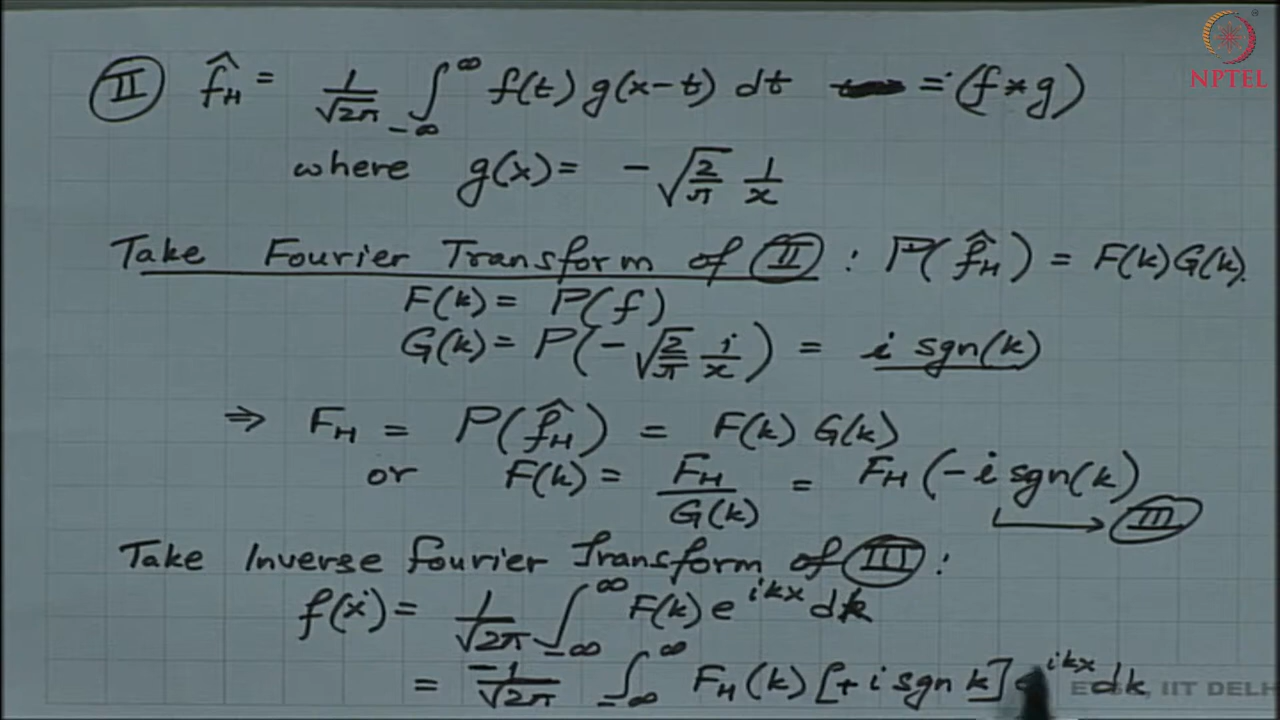 NPTEL
(II) f̂_H = 1/√2π ∫_{-∞}^{∞} f(t) g(x-t) dt = (f*g)
where g(x) = -√(2/π) 1/x
Take Fourier Transform of (II) : P(f̂_H) = F(k)G(k).
F(k) = P(f)
G(k) = P(-√(2/π) 1/x) = i sgn(k)
⇒ F_H = P(f̂_H) = F(k) G(k)
or F(k) = F_H/G(k) = F_H (-i sgn(k)
→ (III)
Take Inverse Fourier Transform of (III) :
f(x) = 1/√2π ∫_{-∞}^{∞} F(k) e^{ikx} dk
= -1/√2π ∫_{-∞}^{∞} F_H(k) [+ i sgn k] e^{ikx} dk
IIT DELH